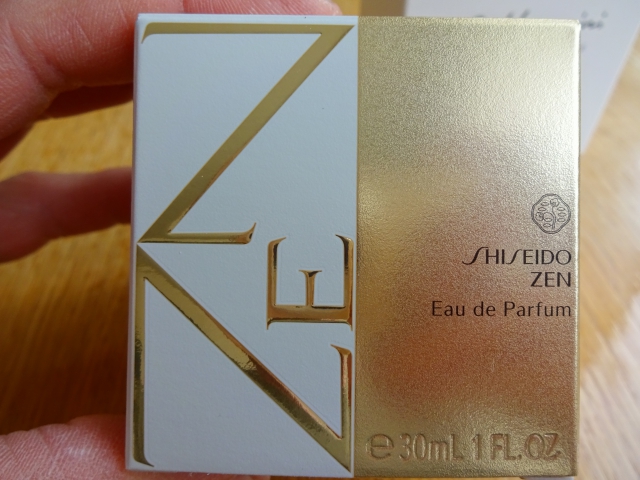 ZEN
SHISEIDO
ZEN
Eau de Parfum
℮ 30mL 1 FL.OZ.